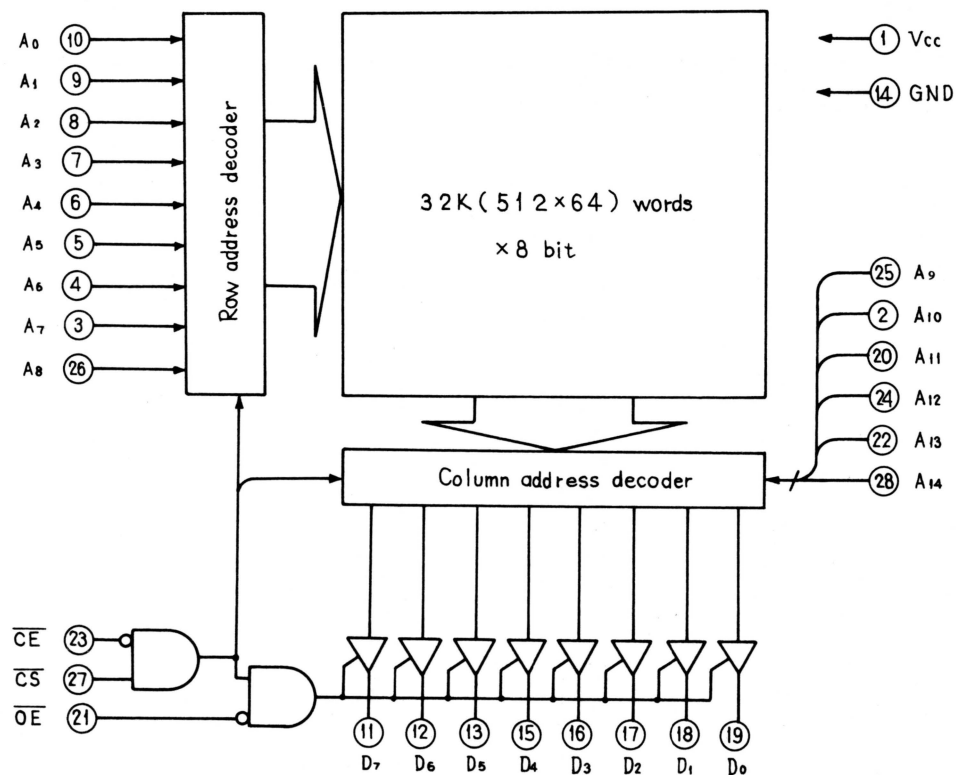 A0 10
A1 9
A2 8
A3 7
A4 6
A5 5
A6 4
A7 3
A8 26
Row address decoder
32K(512×64) words
×8 bit
1 Vcc
14 GND
25 A9
2 A10
20 A11
24 A12
22 A13
28 A14
Column address decoder
CE 23
CS 27
OE 21
11 12 13 15 16 17 18 19
D7 D6 D5 D4 D3 D2 D1 D0